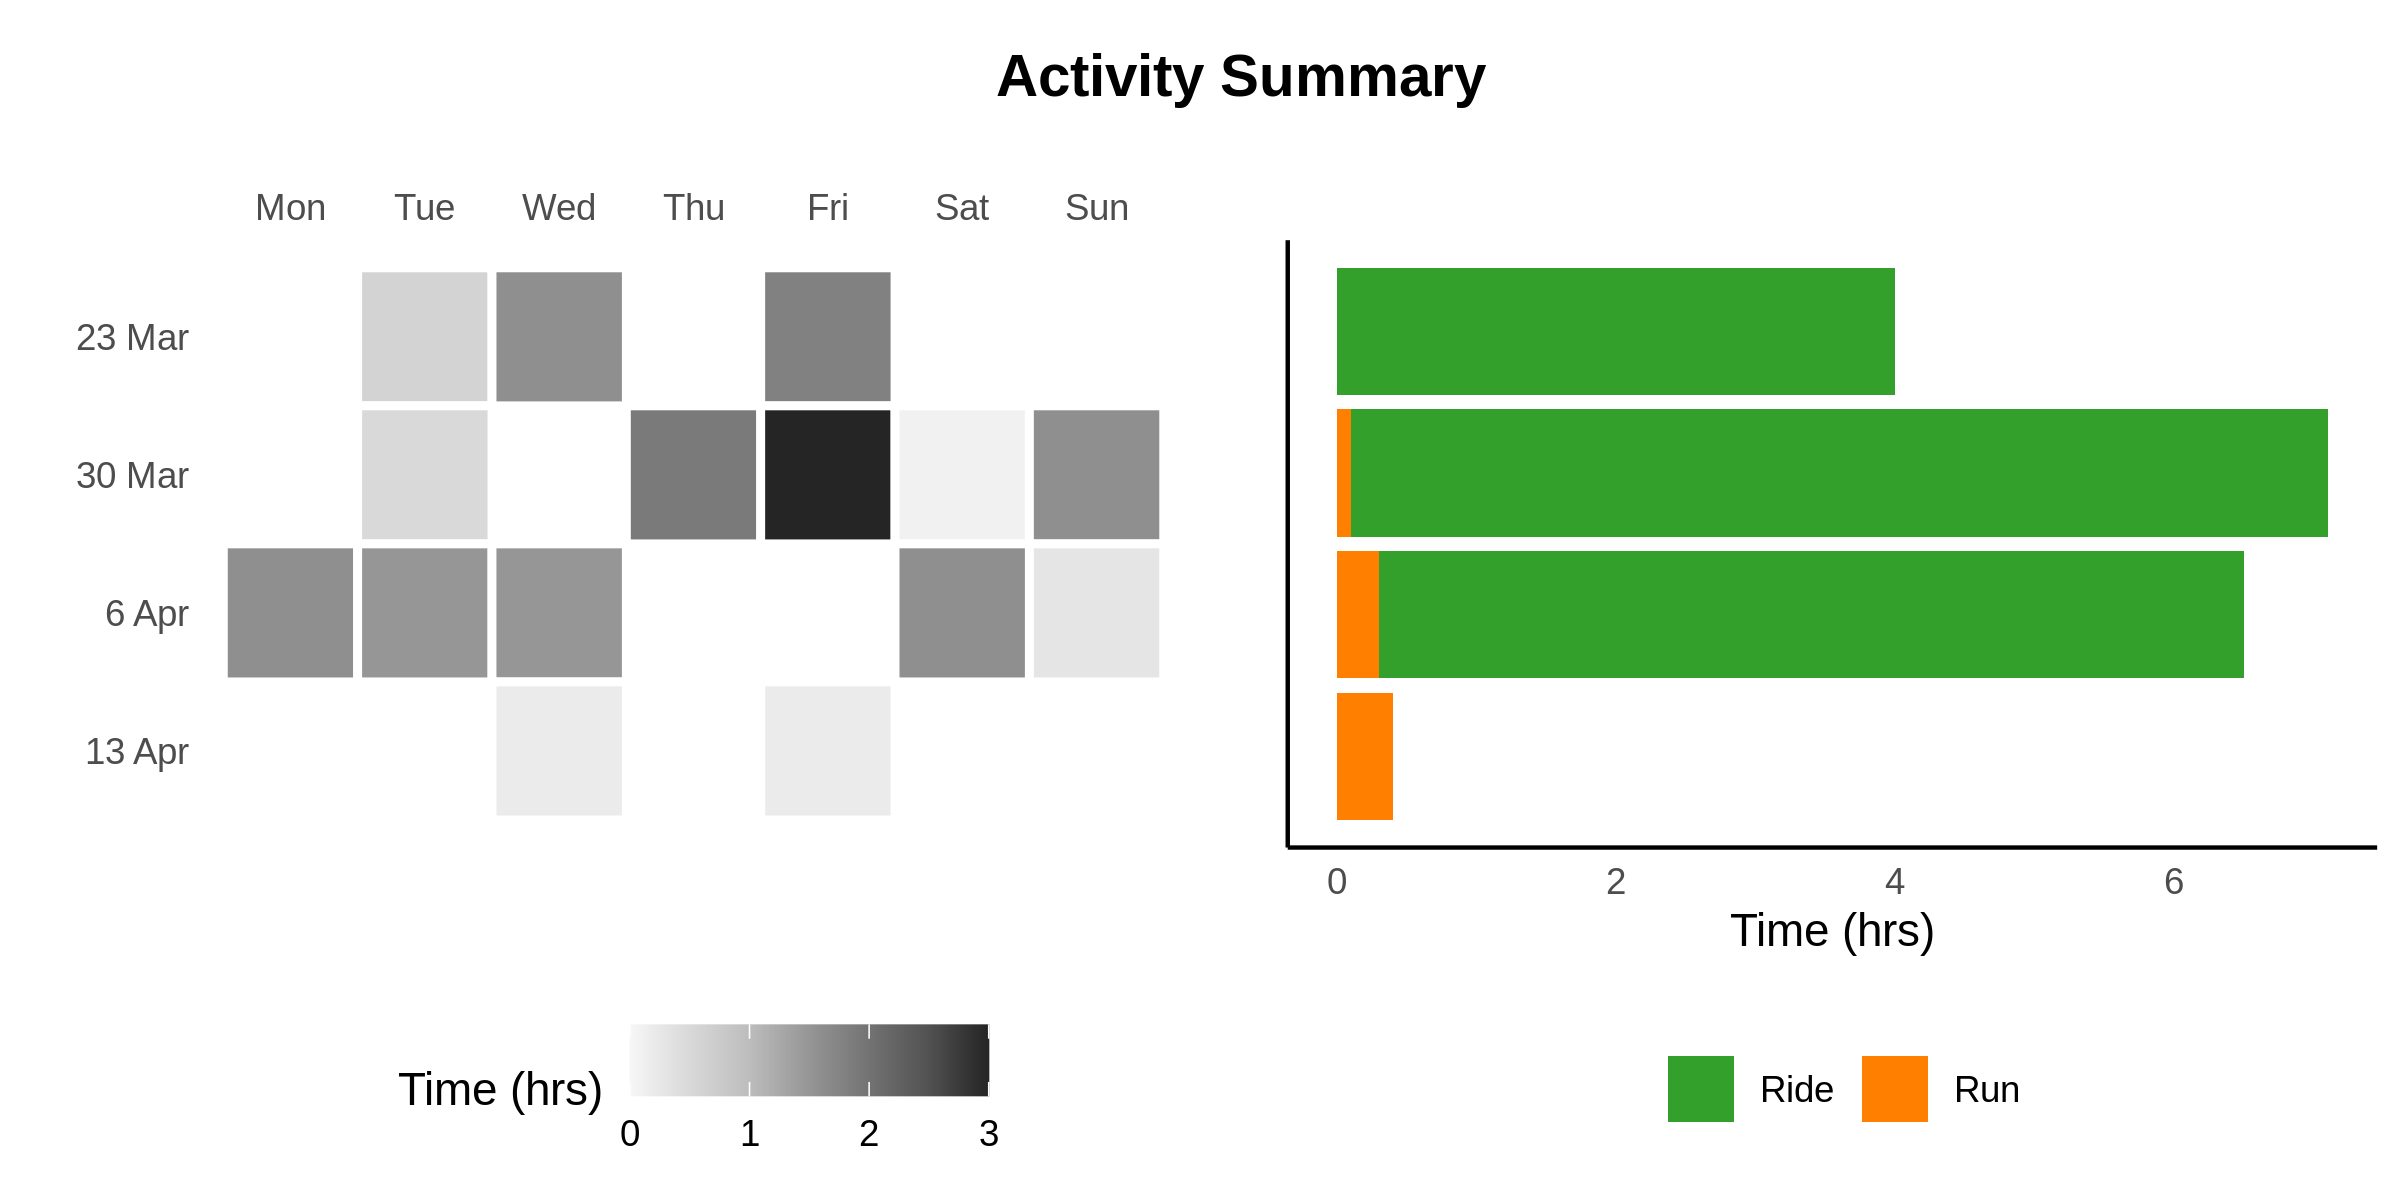 Activity Summary
Mon Tue Wed Thu Fri Sat Sun
23 Mar
30 Mar
6 Apr
13 Apr
0 2 4 6
Time (hrs)
Time (hrs)
0 1 2 3
Ride Run